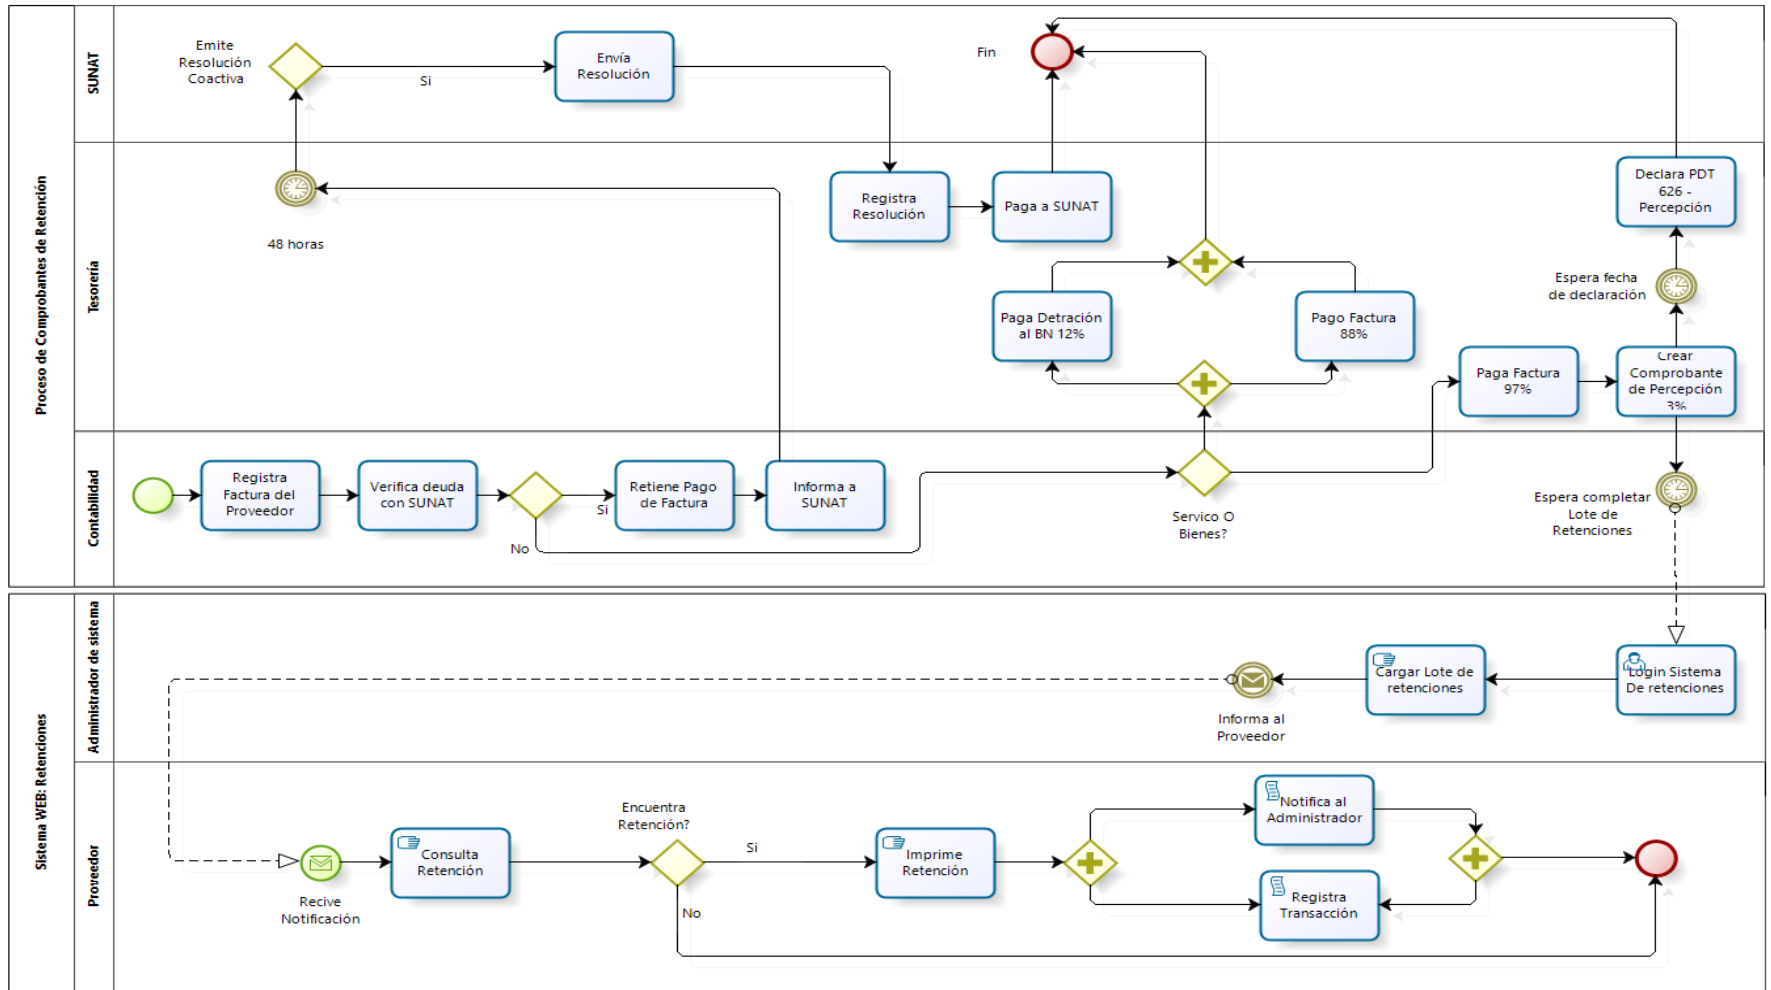 Proceso de Comprobantes de Retención
SUNAT
Emite
Resolución
Coactiva
Si
Envía
Resolución
Fin
Tesorería
48 horas
Registra
Resolución
Paga a SUNAT
Declara PDT
626 -
Percepción
Espera fecha
de declaración
Paga Detración
al BN 12%
Pago Factura
88%
Paga Factura
97%
Crear
Comprobante
de Percepción
3%
Contabilidad
Registra
Factura del
Proveedor
Verifica deuda
con SUNAT
Si
No
Retiene Pago
de Factura
Informa a
SUNAT
Servico O
Bienes?
Espera completar
Lote de
Retenciones
Sistema WEB: Retenciones
Administrador de sistema
Informa al
Proveedor
Cargar Lote de
retenciones
Login Sistema
De retenciones
Proveedor
Recive
Notificación
Consulta
Retención
Encuentra
Retención?
Si
No
Imprime
Retención
Notifica al
Administrador
Registra
Transacción